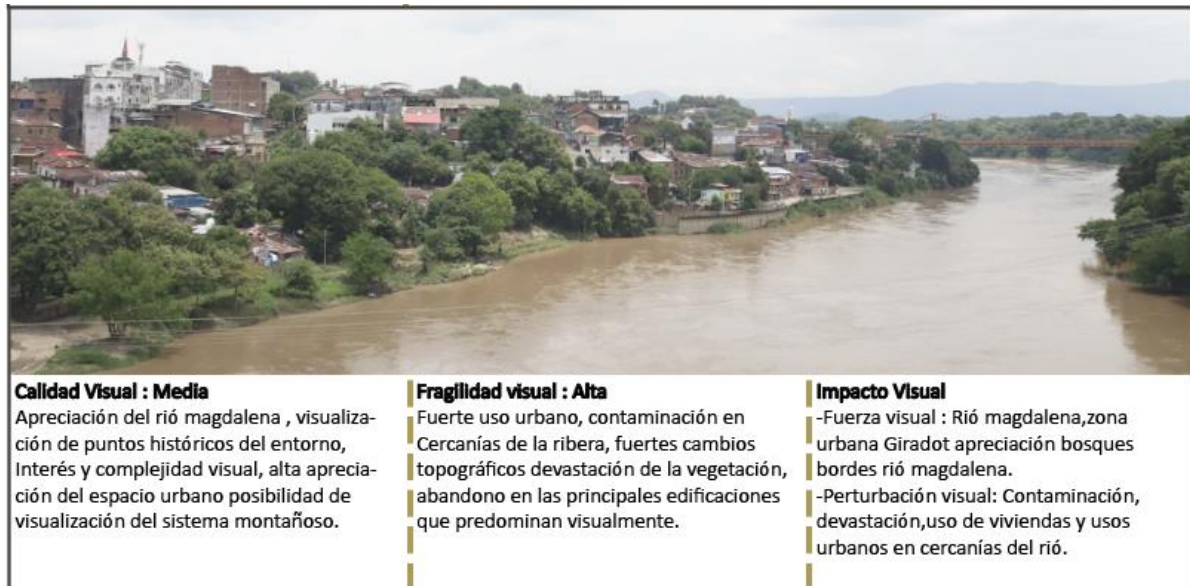 Calidad Visual : Media
Apreciación del rió magdalena , visualiza-
ción de puntos históricos del entorno,
Interés y complejidad visual, alta aprecia-
ción del espacio urbano posibilidad de
visualización del sistema montañoso.
Fragilidad visual : Alta
Fuerte uso urbano, contaminación en
Cercanías de la ribera, fuertes cambios
topográficos devastación de la vegetación,
abandono en las principales edificaciones
que predominan visualmente.
Impacto Visual
-Fuerza visual : Rió magdalena,zona
urbana Giradot apreciación bosques
bordes rió magdalena.
-Perturbación visual: Contaminación,
devastación,uso de viviendas y usos
urbanos en cercanías del rió.